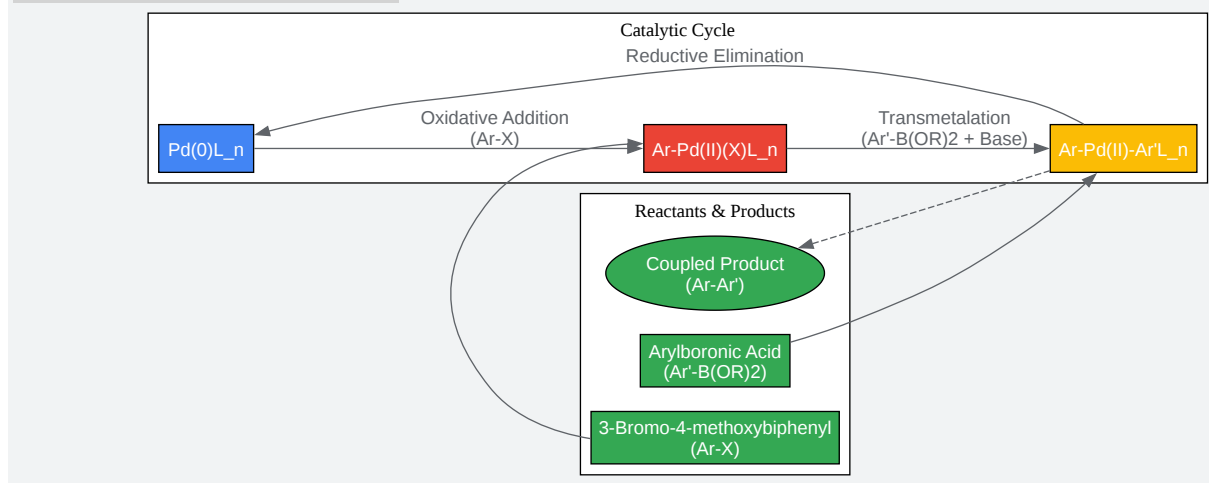 Catalytic Cycle
Reductive Elimination
Oxidative Addition
(Ar-X)
Transmetalation
(Ar'-B(OR)2 + Base)
Pd(0)L_n
Ar-Pd(II)(X)L_n
Ar-Pd(II)-Ar'L_n
Reactants & Products
Coupled Product
(Ar-Ar')
Arylboronic Acid
(Ar'-B(OR)2)
3-Bromo-4-methoxybiphenyl
(Ar-X)